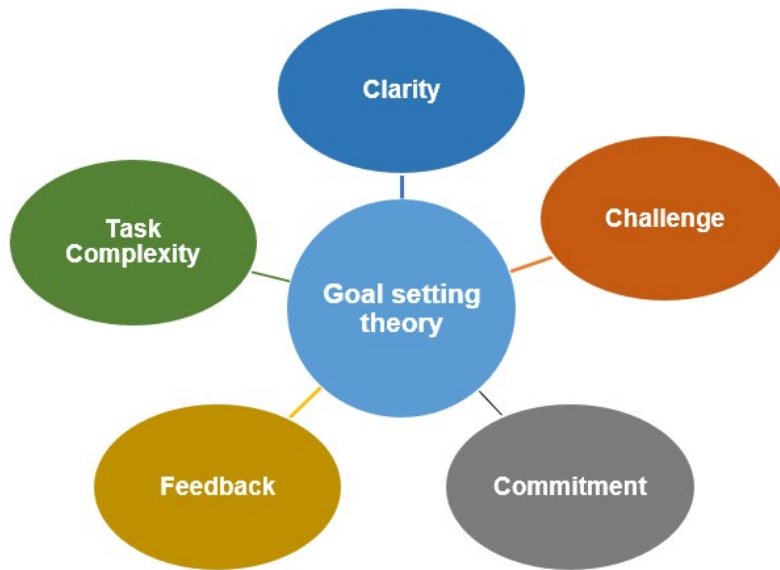 Clarity
Challenge
Task
Complexity
Goal setting
theory
Feedback
Commitment